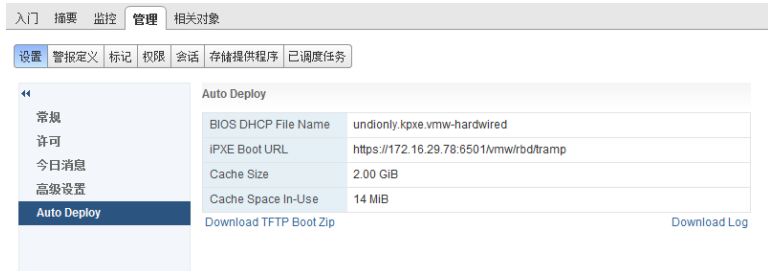 入门 摘要 监控 管理 相关对象
设置 警报定义 标记 权限 会话 存储提供程序 已调度任务
常规
许可
今日消息
高级设置
Auto Deploy
Auto Deploy
BIOS DHCP File Name undionly.kpxe.vmw-hardwired
iPXE Boot URL https://172.16.29.78:6501/vmw/rbd/tramp
Cache Size 2.00 GiB
Cache Space In-Use 14 MiB
Download TFTP Boot Zip Download Log